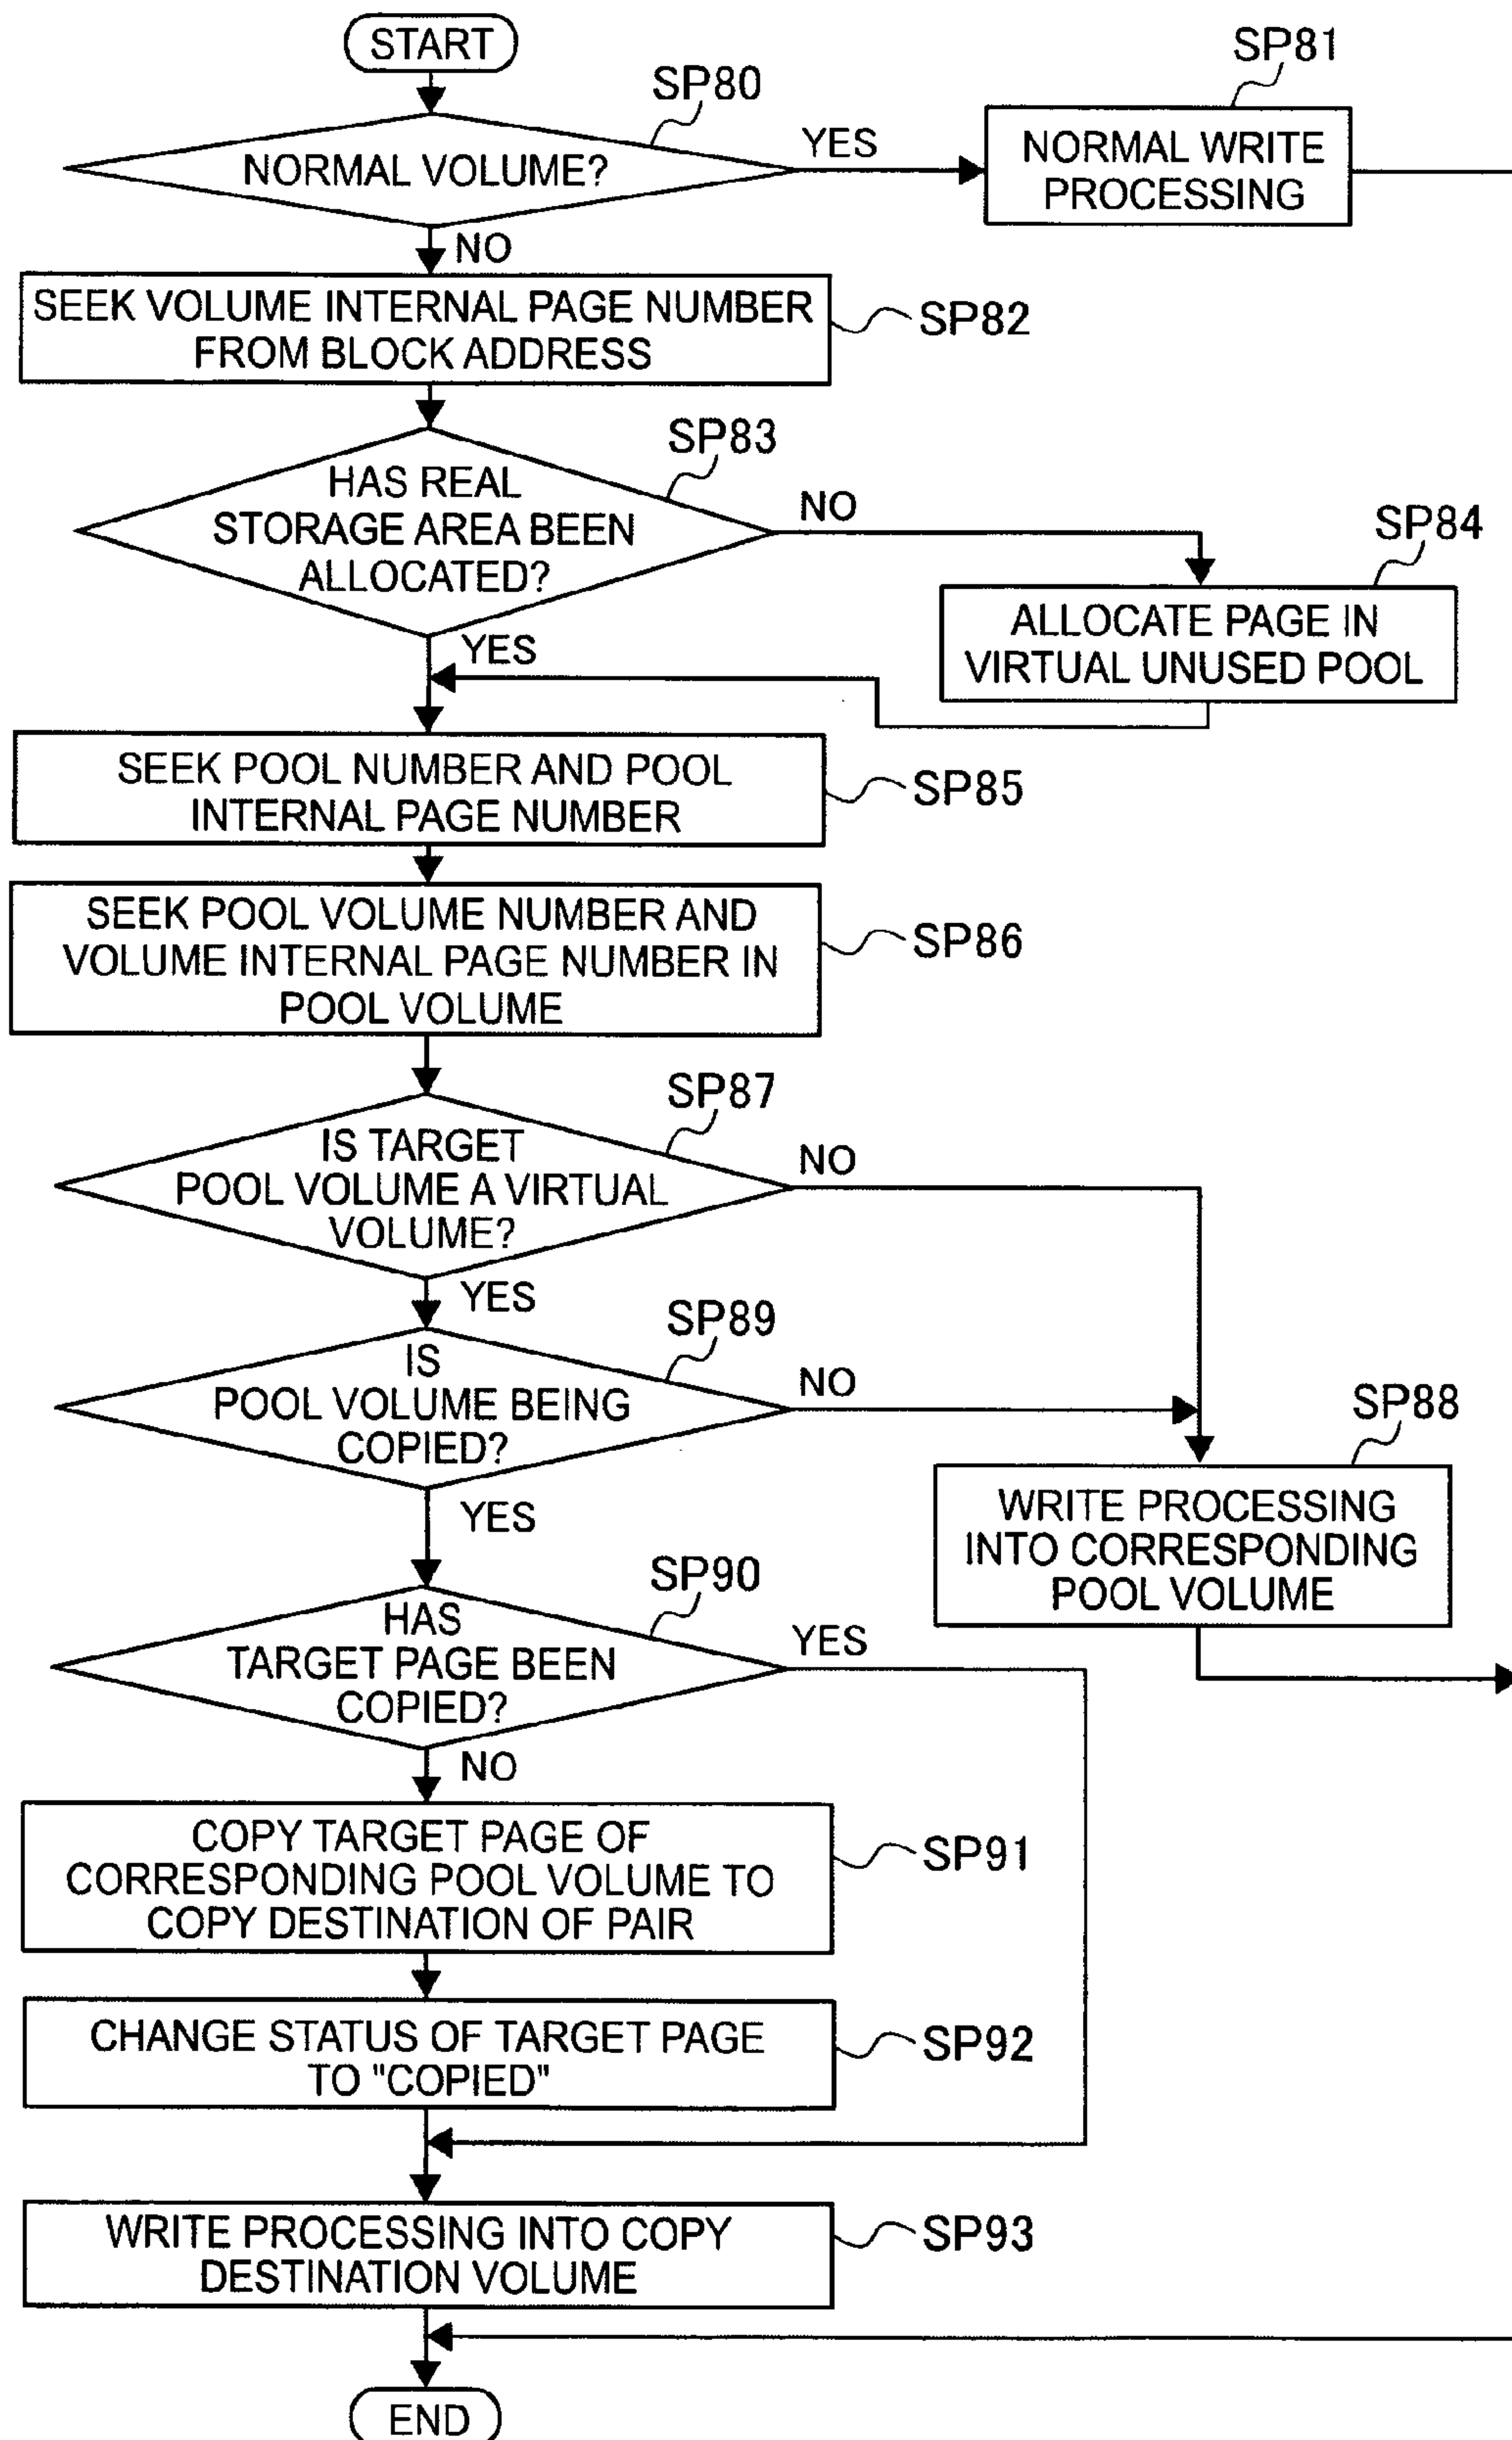 START
SP80
SP81
NORMAL VOLUME?
YES
NORMAL WRITE
PROCESSING
NO
SEEK VOLUME INTERNAL PAGE NUMBER
FROM BLOCK ADDRESS
SP82
SP83
HAS REAL
STORAGE AREA BEEN
ALLOCATED?
NO
SP84
ALLOCATE PAGE IN
VIRTUAL UNUSED POOL
YES
SEEK POOL NUMBER AND POOL
INTERNAL PAGE NUMBER
SP85
SEEK POOL VOLUME NUMBER AND
VOLUME INTERNAL PAGE NUMBER IN
POOL VOLUME
SP86
SP87
IS TARGET
POOL VOLUME A VIRTUAL
VOLUME?
NO
YES
SP89
IS
POOL VOLUME BEING
COPIED?
NO
SP88
WRITE PROCESSING
INTO CORRESPONDING
POOL VOLUME
YES
SP90
HAS
TARGET PAGE BEEN
COPIED?
YES
NO
COPY TARGET PAGE OF
CORRESPONDING POOL VOLUME TO
COPY DESTINATION OF PAIR
SP91
CHANGE STATUS OF TARGET PAGE
TO "COPIED"
SP92
WRITE PROCESSING INTO COPY
DESTINATION VOLUME
SP93
END